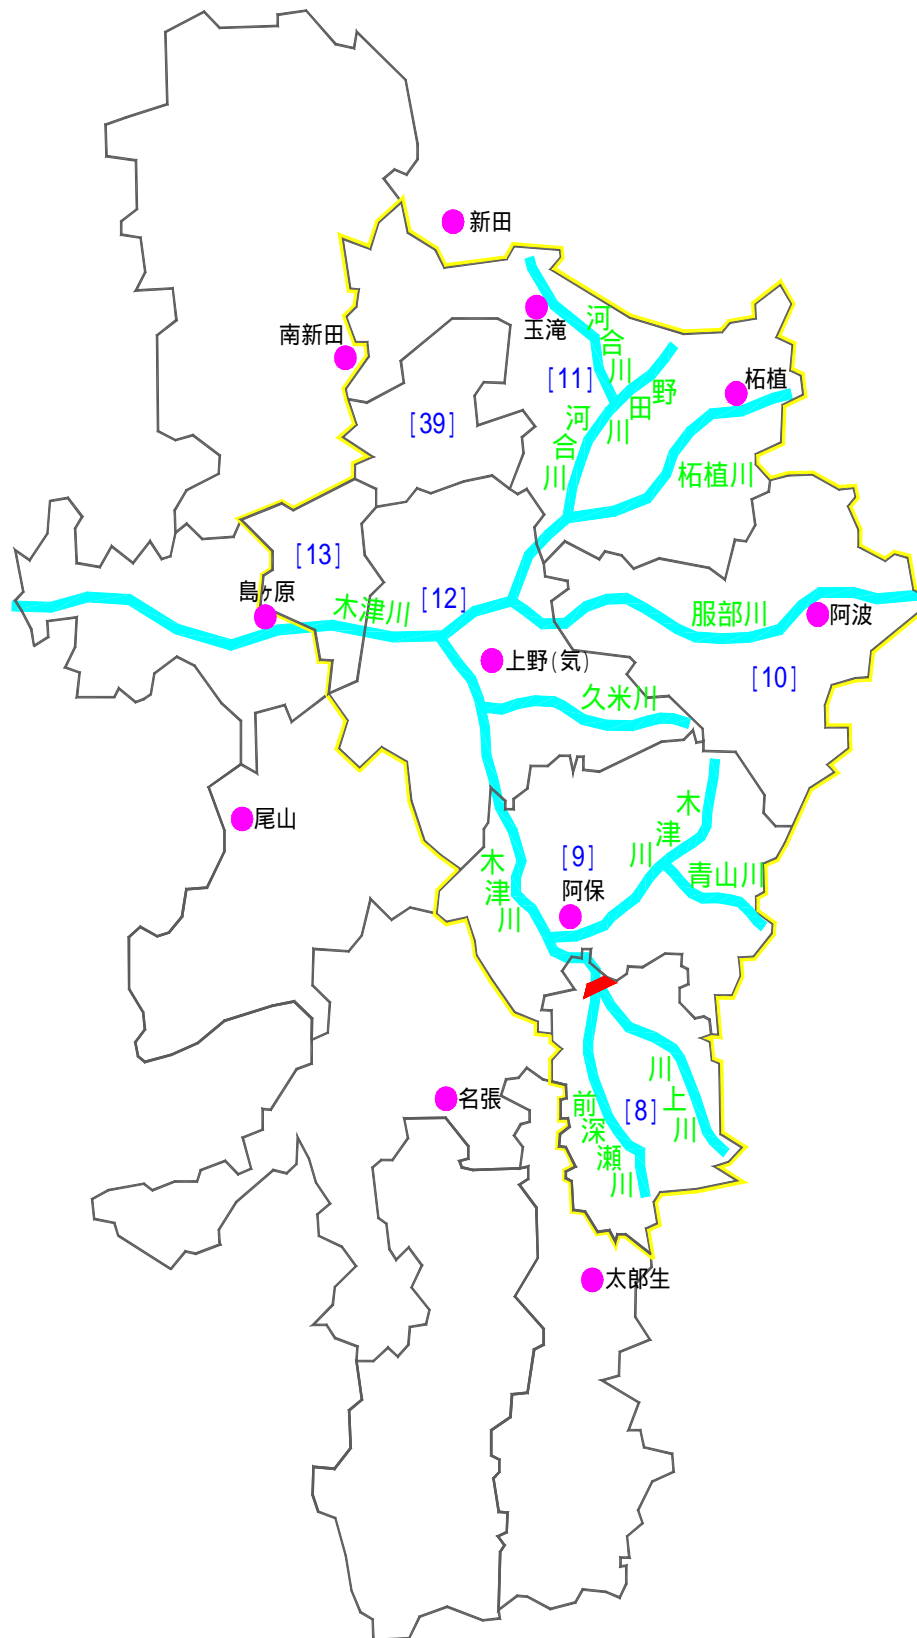 新田
玉滝
南新田
河合川
[11]
柘植
野田川
[39]
河合川
柘植川
[13]
島ヶ原
木津川
[12]
服部川
阿波
上野(気)
[10]
久米川
木津川
尾山
[9]
青山川
木津川
阿保
川上川
名張
前深瀬川
[8]
太郎生